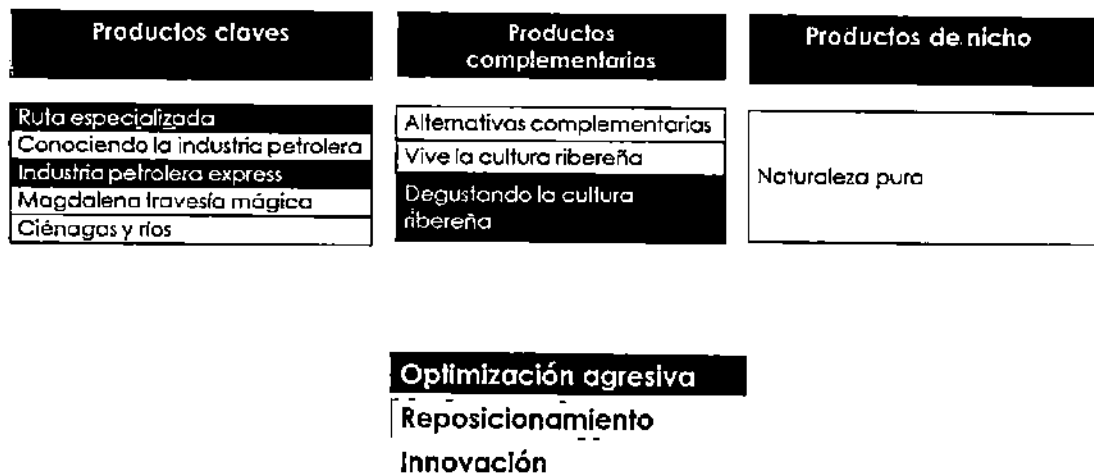 Productos claves
Productos
complementarios
Productos de nicho
Ruta especializada
Conociendo la industria petrolera
Industria petrolera express
Magdalena travesía mágica
Ciénagas y ríos
Alternativas complementarias
Vive la cultura ribereña
Degustando la cultura
ribereña
Naturaleza pura
Optimización agresiva
Reposicionamiento
Innovación